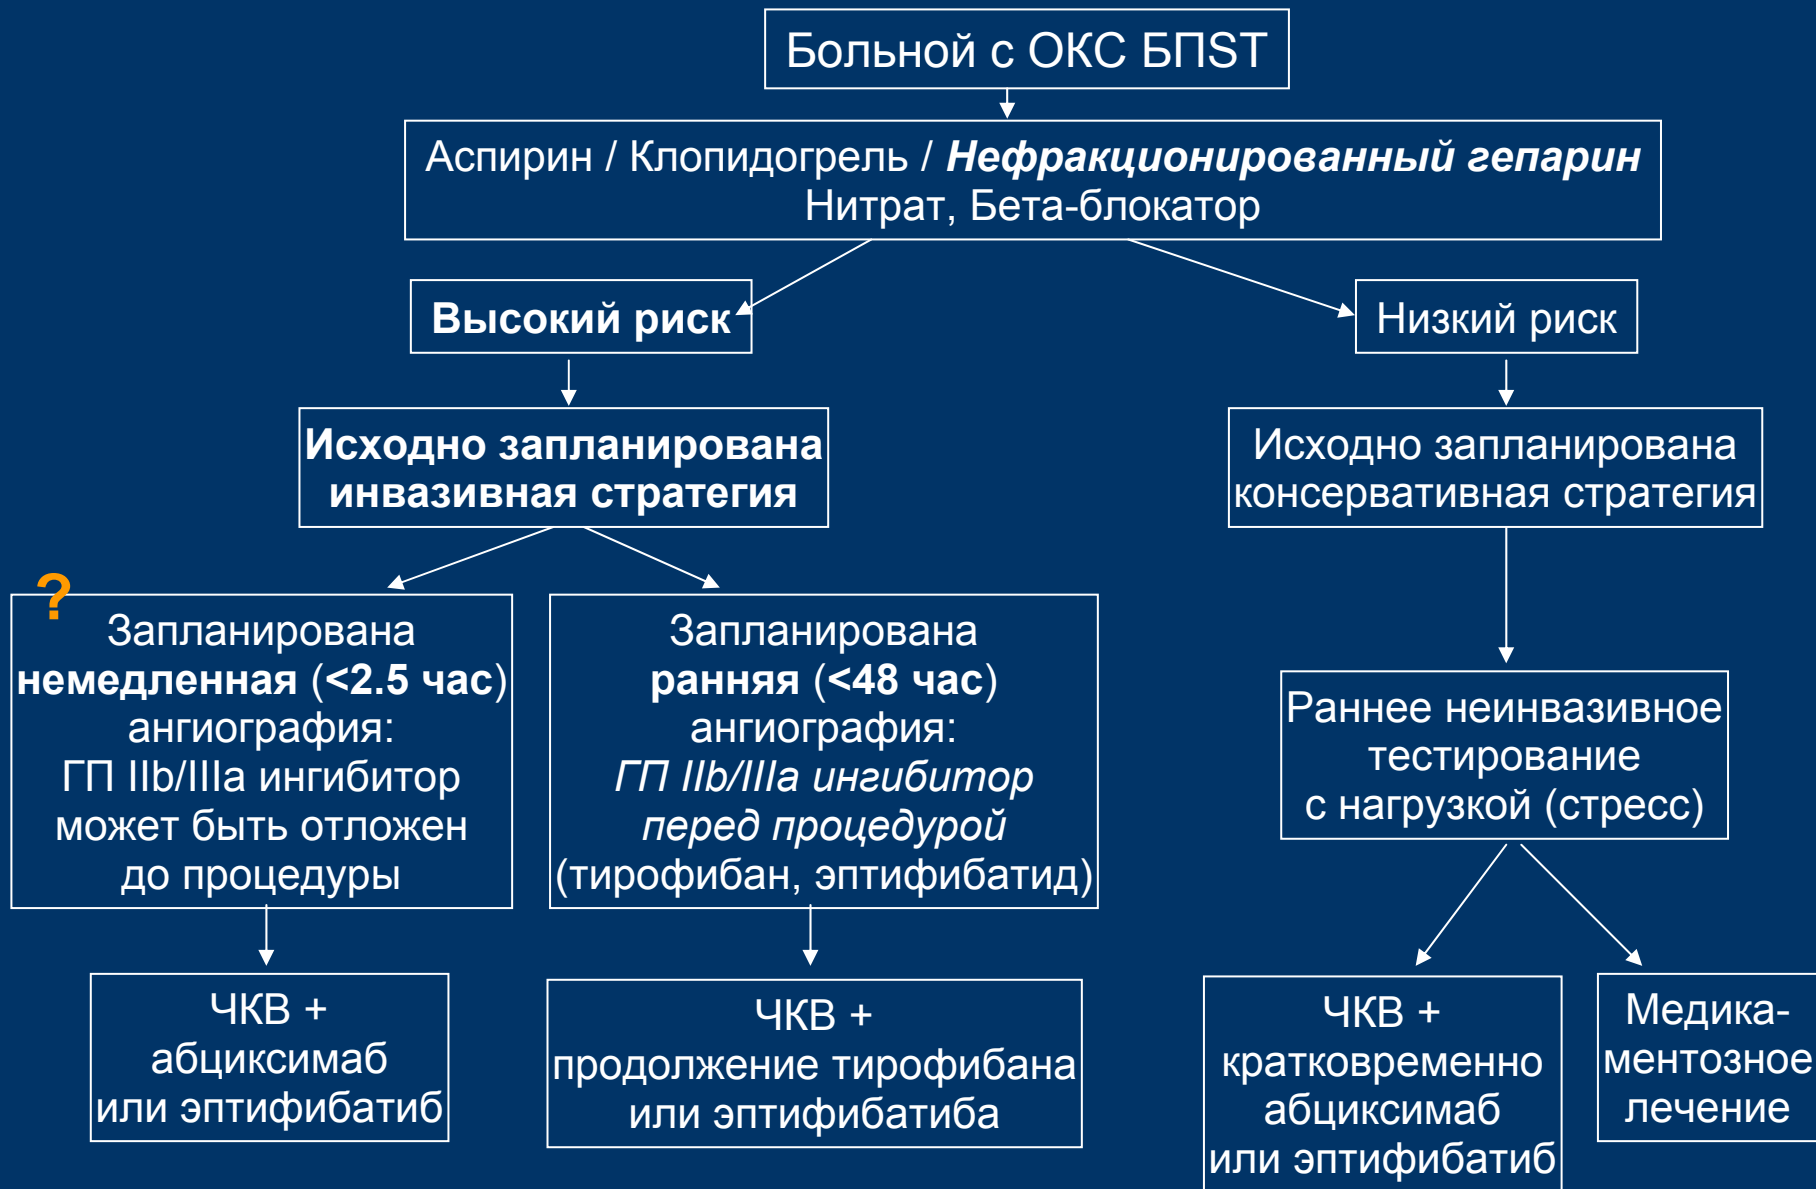 Больной с ОКС БПST
Аспирин / Клопидогрель / Нефракционированный гепарин
Нитрат, Бета-блокатор
Высокий риск
Низкий риск
Исходно запланирована
инвазивная стратегия
Исходно запланирована
консервативная стратегия
?
Запланирована
немедленная (<2.5 час)
ангиография:
ГП IIb/IIIa ингибитор
может быть отложен
до процедуры
Запланирована
ранняя (<48 час)
ангиография:
ГП IIb/IIIa ингибитор
перед процедурой
(тирофибан, эптифибатид)
Раннее неинвазивное
тестирование
с нагрузкой (стресс)
ЧКВ +
абциксимаб
или эптифибатиб
ЧКВ +
продолжение тирофибана
или эптифибатиба
ЧКВ +
кратковременно
абциксимаб
или эптифибатиб
Медика-
ментозное
лечение